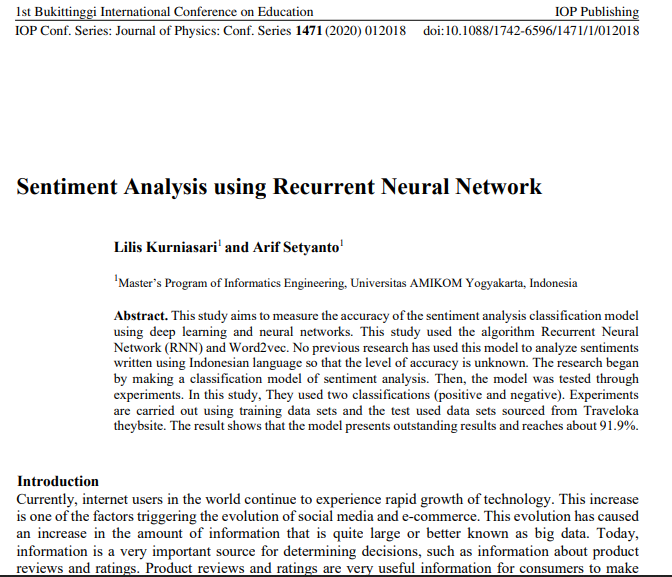 1st Bukittinggi International Conference on Education IOP Publishing
IOP Conf. Series: Journal of Physics: Conf. Series 1471 (2020) 012018 doi:10.1088/1742-6596/1471/1/012018
Sentiment Analysis using Recurrent Neural Network
Lilis Kurniasari1 and Arif Setyanto1
1Master's Program of Informatics Engineering, Universitas AMIKOM Yogyakarta, Indonesia
Abstract. This study aims to measure the accuracy of the sentiment analysis classification model
using deep learning and neural networks. This study used the algorithm Recurrent Neural
Network (RNN) and Word2vec. No previous research has used this model to analyze sentiments
written using Indonesian language so that the level of accuracy is unknown. The research began
by making a classification model of sentiment analysis. Then, the model was tested through
experiments. In this study, They used two classifications (positive and negative). Experiments
are carried out using training data sets and the test used data sets sourced from Traveloka
theybsite. The result shows that the model presents outstanding results and reaches about 91.9%.
Introduction
Currently, internet users in the world continue to experience rapid growth of technology. This increase
is one of the factors triggering the evolution of social media and e-commerce. This evolution has caused
an increase in the amount of information that is quite large or better known as big data. Today,
information is a very important source for determining decisions, such as information about product
reviews and ratings. Product reviews and ratings are very useful information for consumers to make